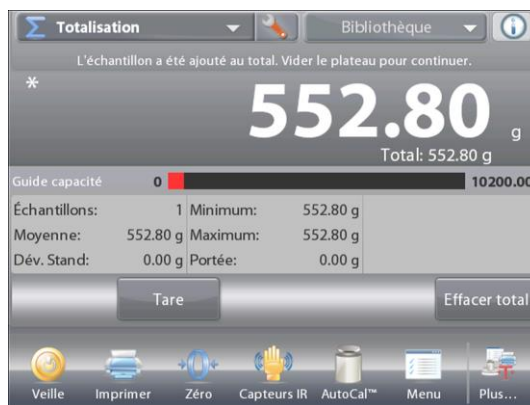 Σ Totalisation Bibliothèque i
L'échantillon a été ajouté au total. Vider le plateau pour continuer.
* 552.80 g
Total: 552.80 g
Guide capacité 0 10200.00
Échantillons: 1 Minimum: 552.80 g
Moyenne: 552.80 g Maximum: 552.80 g
Dév. Stand: 0.00 g Portée: 0.00 g
Tare Effacer total
Veille Imprimer Zéro Capteurs IR AutoCal™ Menu Plus...